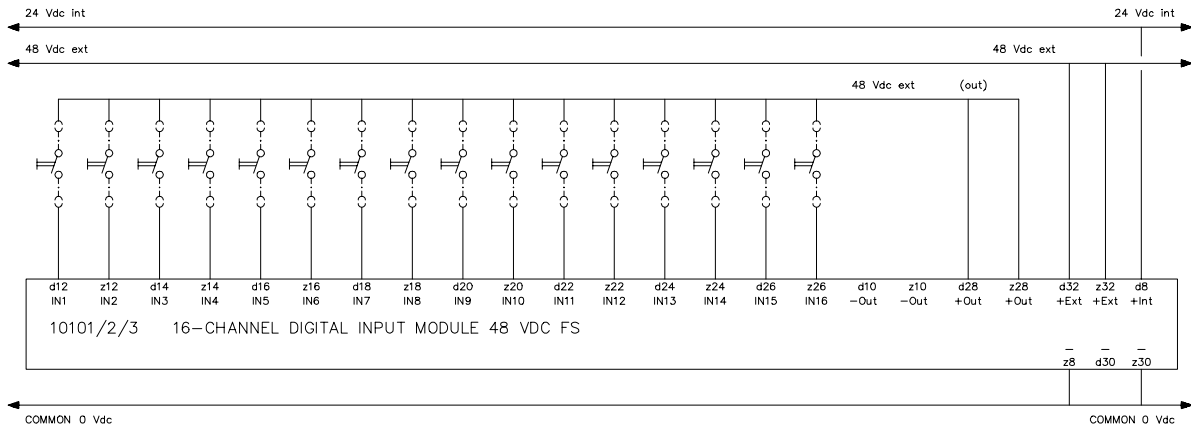 24 Vdc int 24 Vdc int
48 Vdc ext 48 Vdc ext
48 Vdc ext (out)
d12 z12 d14 z14 d16 z16 d18 z18 d20 z20 d22 z22 d24 z24 d26 z26 d10 z10 d28 z28 d32 z32 d8
IN1 IN2 IN3 IN4 IN5 IN6 IN7 IN8 IN9 IN10 IN11 IN12 IN13 IN14 IN15 IN16 −Out −Out +Out +Out +Ext +Ext +Int
10101/2/3 16−CHANNEL DIGITAL INPUT MODULE 48 VDC FS
− − −
z8 d30 z30
COMMON 0 Vdc COMMON 0 Vdc